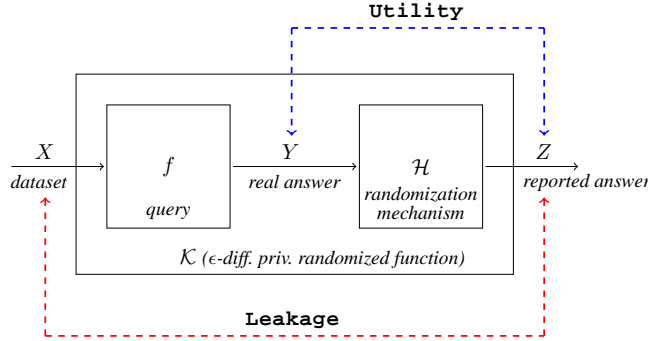 Utility
X
dataset
f
query
Y
real answer
ℋ
randomization
mechanism
Z
reported answer
𝒦 (ϵ-diff. priv. randomized function)
Leakage